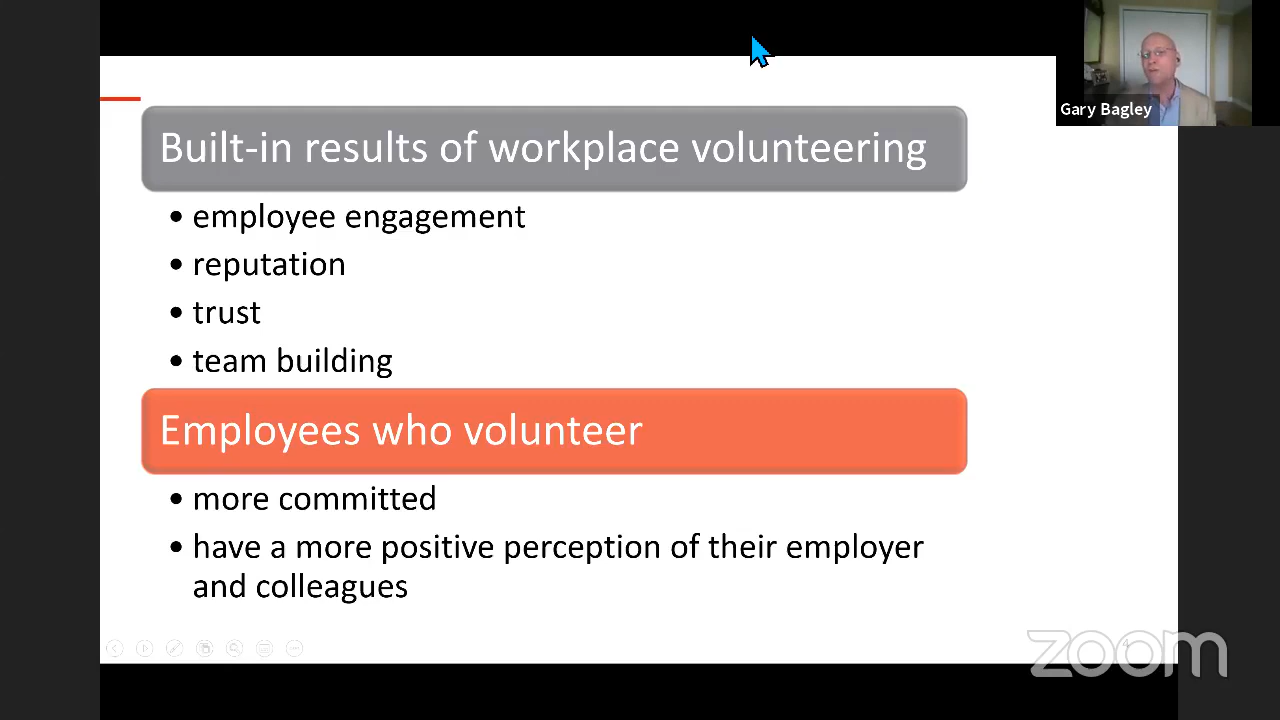 Gary Bagley
Built-in results of workplace volunteering
• employee engagement
• reputation
• trust
• team building
Employees who volunteer
• more committed
• have a more positive perception of their employer
and colleagues
4
zoom